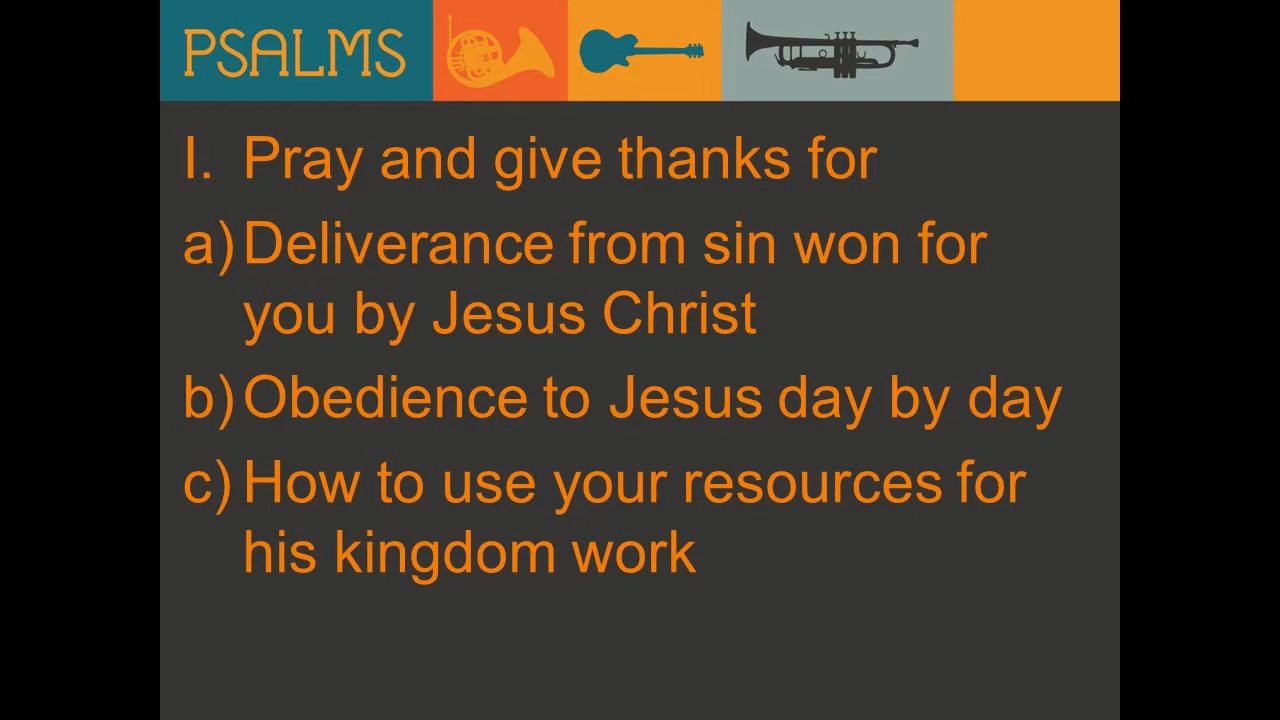 PSALMS
I. Pray and give thanks for
a) Deliverance from sin won for
you by Jesus Christ
b) Obedience to Jesus day by day
c) How to use your resources for
his kingdom work